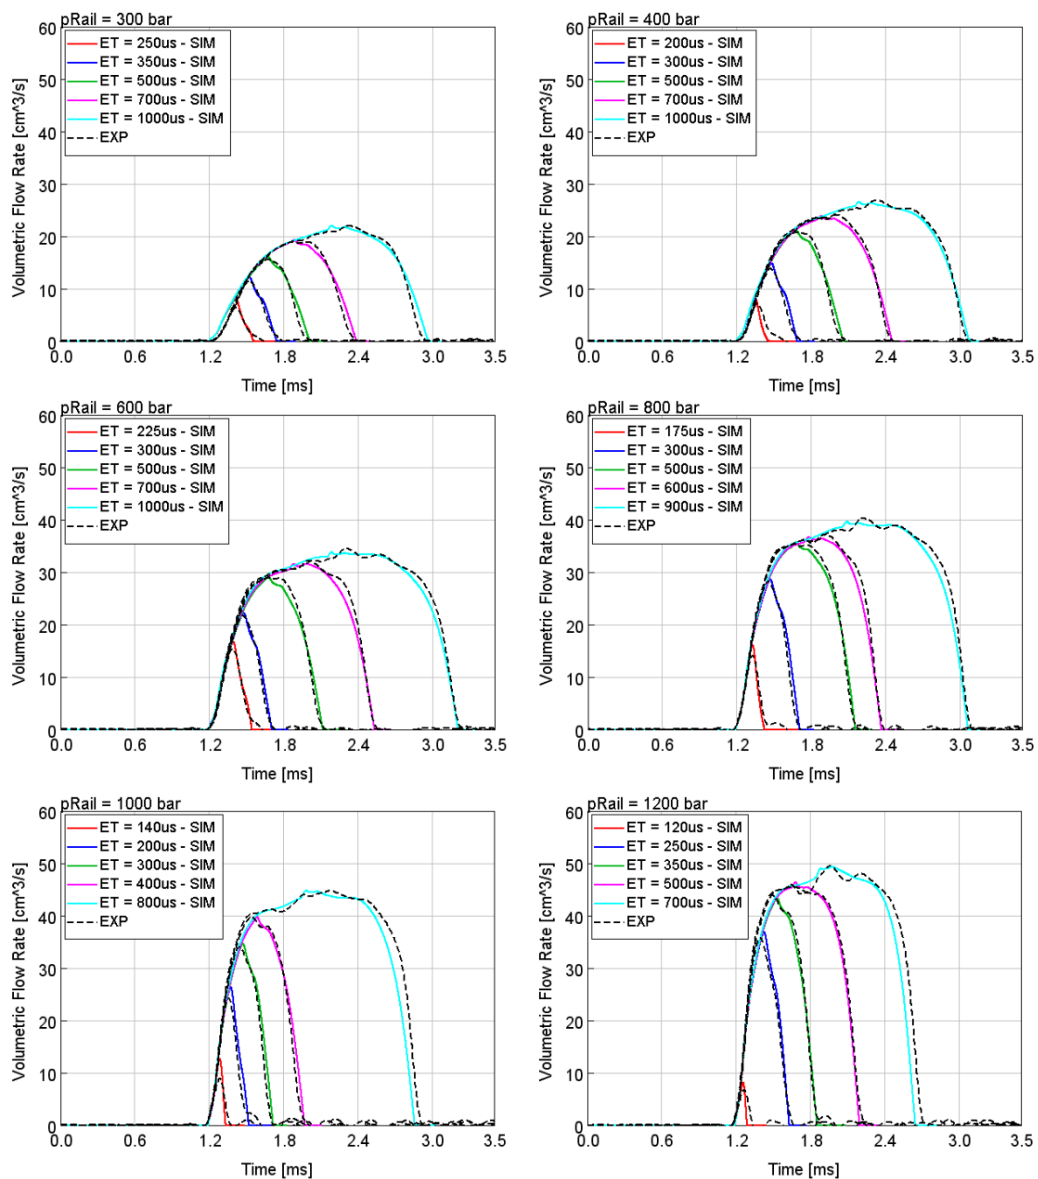 pRail = 300 bar
60
50
40
30
20
10
0
Volumetric Flow Rate [cm^3/s]
ET = 250us - SIM
ET = 350us - SIM
ET = 500us - SIM
ET = 700us - SIM
ET = 1000us - SIM
EXP
0.0 0.6 1.2 1.8 2.4 3.0 3.5
Time [ms]
pRail = 400 bar
60
50
40
30
20
10
0
Volumetric Flow Rate [cm^3/s]
ET = 200us - SIM
ET = 300us - SIM
ET = 500us - SIM
ET = 700us - SIM
ET = 1000us - SIM
EXP
0.0 0.6 1.2 1.8 2.4 3.0 3.5
Time [ms]
pRail = 600 bar
60
50
40
30
20
10
0
Volumetric Flow Rate [cm^3/s]
ET = 225us - SIM
ET = 300us - SIM
ET = 500us - SIM
ET = 700us - SIM
ET = 1000us - SIM
EXP
0.0 0.6 1.2 1.8 2.4 3.0 3.5
Time [ms]
pRail = 800 bar
60
50
40
30
20
10
0
Volumetric Flow Rate [cm^3/s]
ET = 175us - SIM
ET = 300us - SIM
ET = 500us - SIM
ET = 600us - SIM
ET = 900us - SIM
EXP
0.0 0.6 1.2 1.8 2.4 3.0 3.5
Time [ms]
pRail = 1000 bar
60
50
40
30
20
10
0
Volumetric Flow Rate [cm^3/s]
ET = 140us - SIM
ET = 200us - SIM
ET = 300us - SIM
ET = 400us - SIM
ET = 800us - SIM
EXP
0.0 0.6 1.2 1.8 2.4 3.0 3.5
Time [ms]
pRail = 1200 bar
60
50
40
30
20
10
0
Volumetric Flow Rate [cm^3/s]
ET = 120us - SIM
ET = 250us - SIM
ET = 350us - SIM
ET = 500us - SIM
ET = 700us - SIM
EXP
0.0 0.6 1.2 1.8 2.4 3.0 3.5
Time [ms]